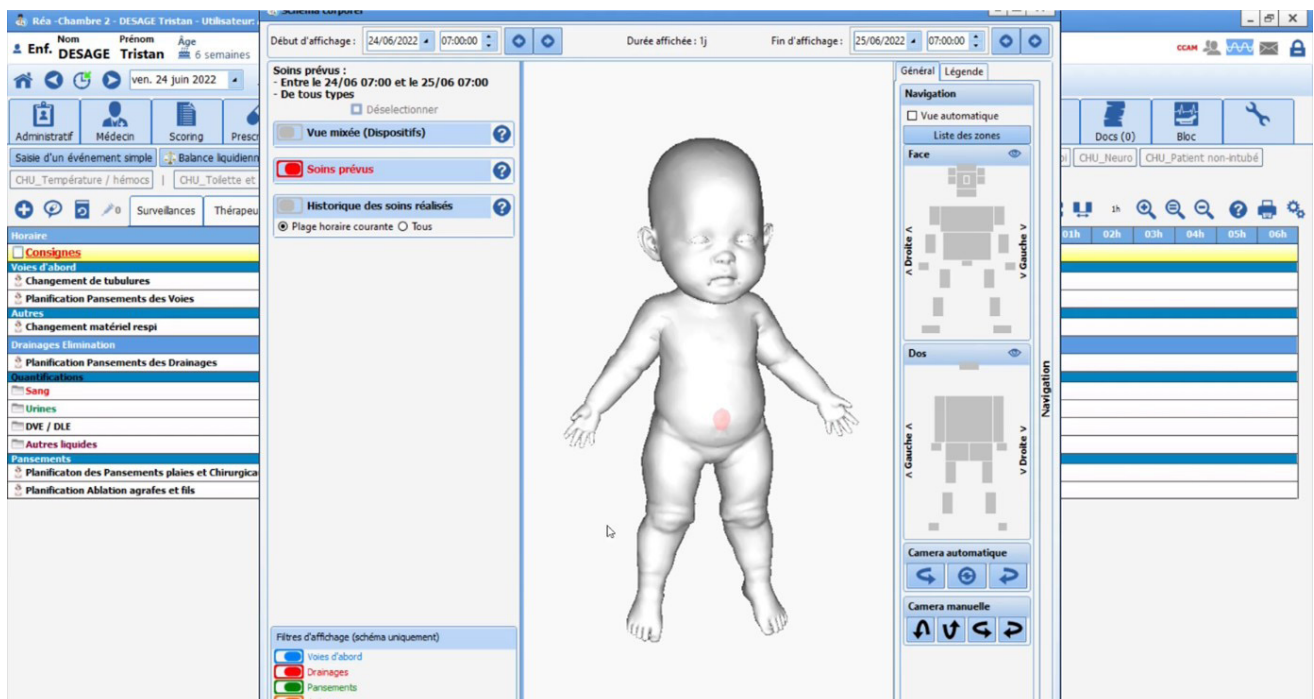 Réa -Chambre 2 - DESAGE Tristan - Utilisateur:
Schéma corporel
Enf.
Nom
DESAGE
Prénom
Tristan
Âge
6 semaines
ven. 24 juin 2022
Administratif
Médecin
Scoring
Prescr
Saisie d'un événement simple
Balance liquidienn
CHU_Température / hémocs
|
CHU_Toilette et
0
Surveillances
Thérapeu
Horaire
Consignes
Voies d'abord
Changement de tubulures
Planification Pansements des Voies
Autres
Changement matériel respi
Drainages Elimination
Planification Pansements des Drainages
Quantifications
Sang
Urines
DVE / DLE
Autres liquides
Pansements
Planificaton des Pansements plaies et Chirurgica
Planification Ablation agrafes et fils
Début d'affichage :
24/06/2022
07:00:00
Durée affichée : 1j
Fin d'affichage :
25/06/2022
07:00:00
Soins prévus :
- Entre le 24/06 07:00 et le 25/06 07:00
- De tous types
Déselectionner
Vue mixée (Dispositifs)
Soins prévus
Historique des soins réalisés
Plage horaire courante
Tous
Filtres d'affichage (schéma uniquement)
Voies d'abord
Drainages
Pansements
Général
Légende
Navigation
Vue automatique
Liste des zones
Face
< Droite <
> Gauche >
Dos
< Gauche <
> Droite >
Camera automatique
Camera manuelle
Navigation
CCAM
Docs (0)
Bloc
CHU_Neuro
CHU_Patient non-intubé
1h
01h
02h
03h
04h
05h
06h